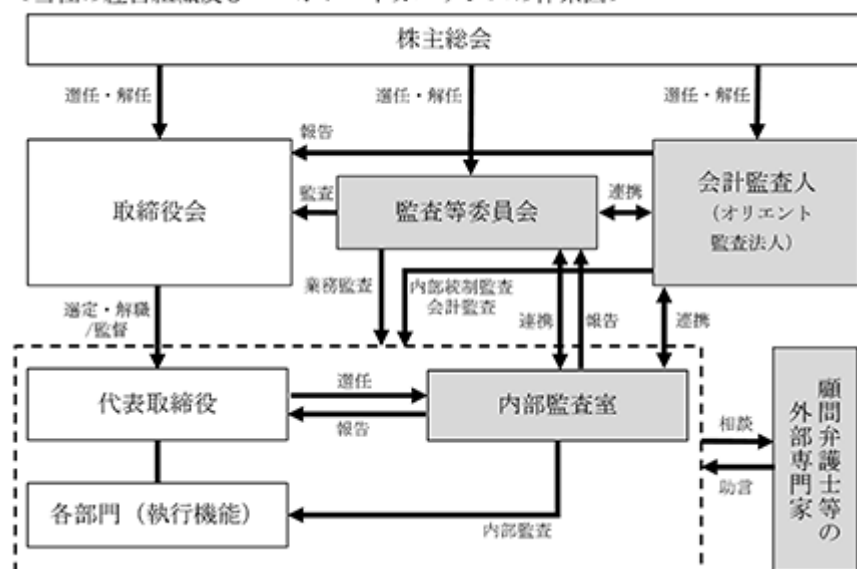 株主総会
選任・解任
選任・解任
選任・解任
報告
取締役会
監査
監査等委員会
連携
会計監査人
（オリエント
監査法人）
業務監査
内部統制監査
会計監査
選定・解職
/監督
連携
報告
連携
代表取締役
選任
報告
内部監査室
相談
助言
顧問弁護士等の
外部専門家
各部門（執行機能）
内部監査